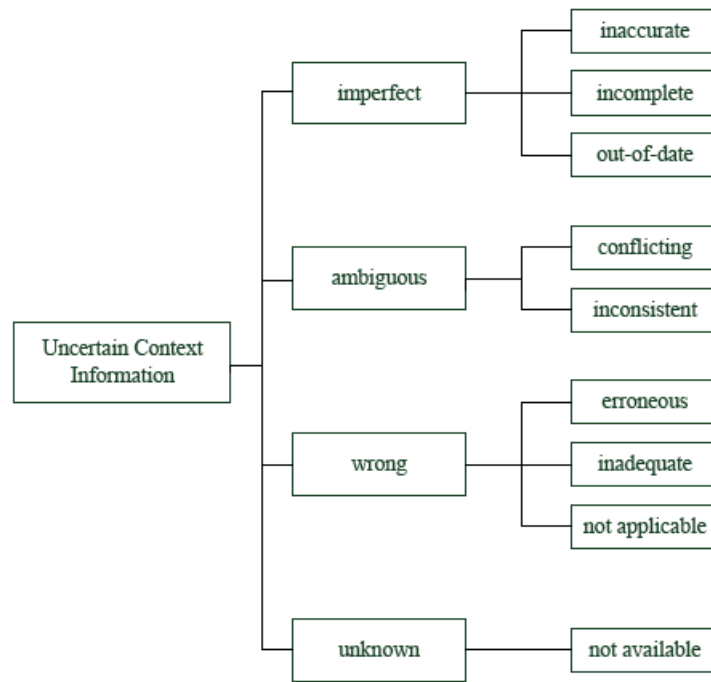 inaccurate
imperfect
incomplete
out-of-date
conflicting
ambiguous
inconsistent
Uncertain Context
Information
erroneous
wrong
inadequate
not applicable
unknown
not available